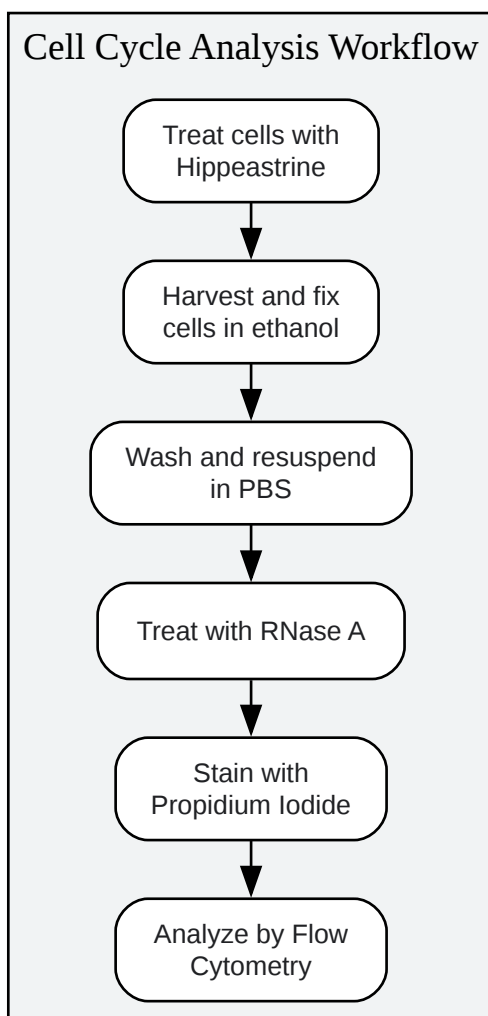 Cell Cycle Analysis Workflow
Treat cells with
Hippeastrine
Harvest and fix
cells in ethanol
Wash and resuspend
in PBS
Treat with RNase A
Stain with
Propidium Iodide
Analyze by Flow
Cytometry